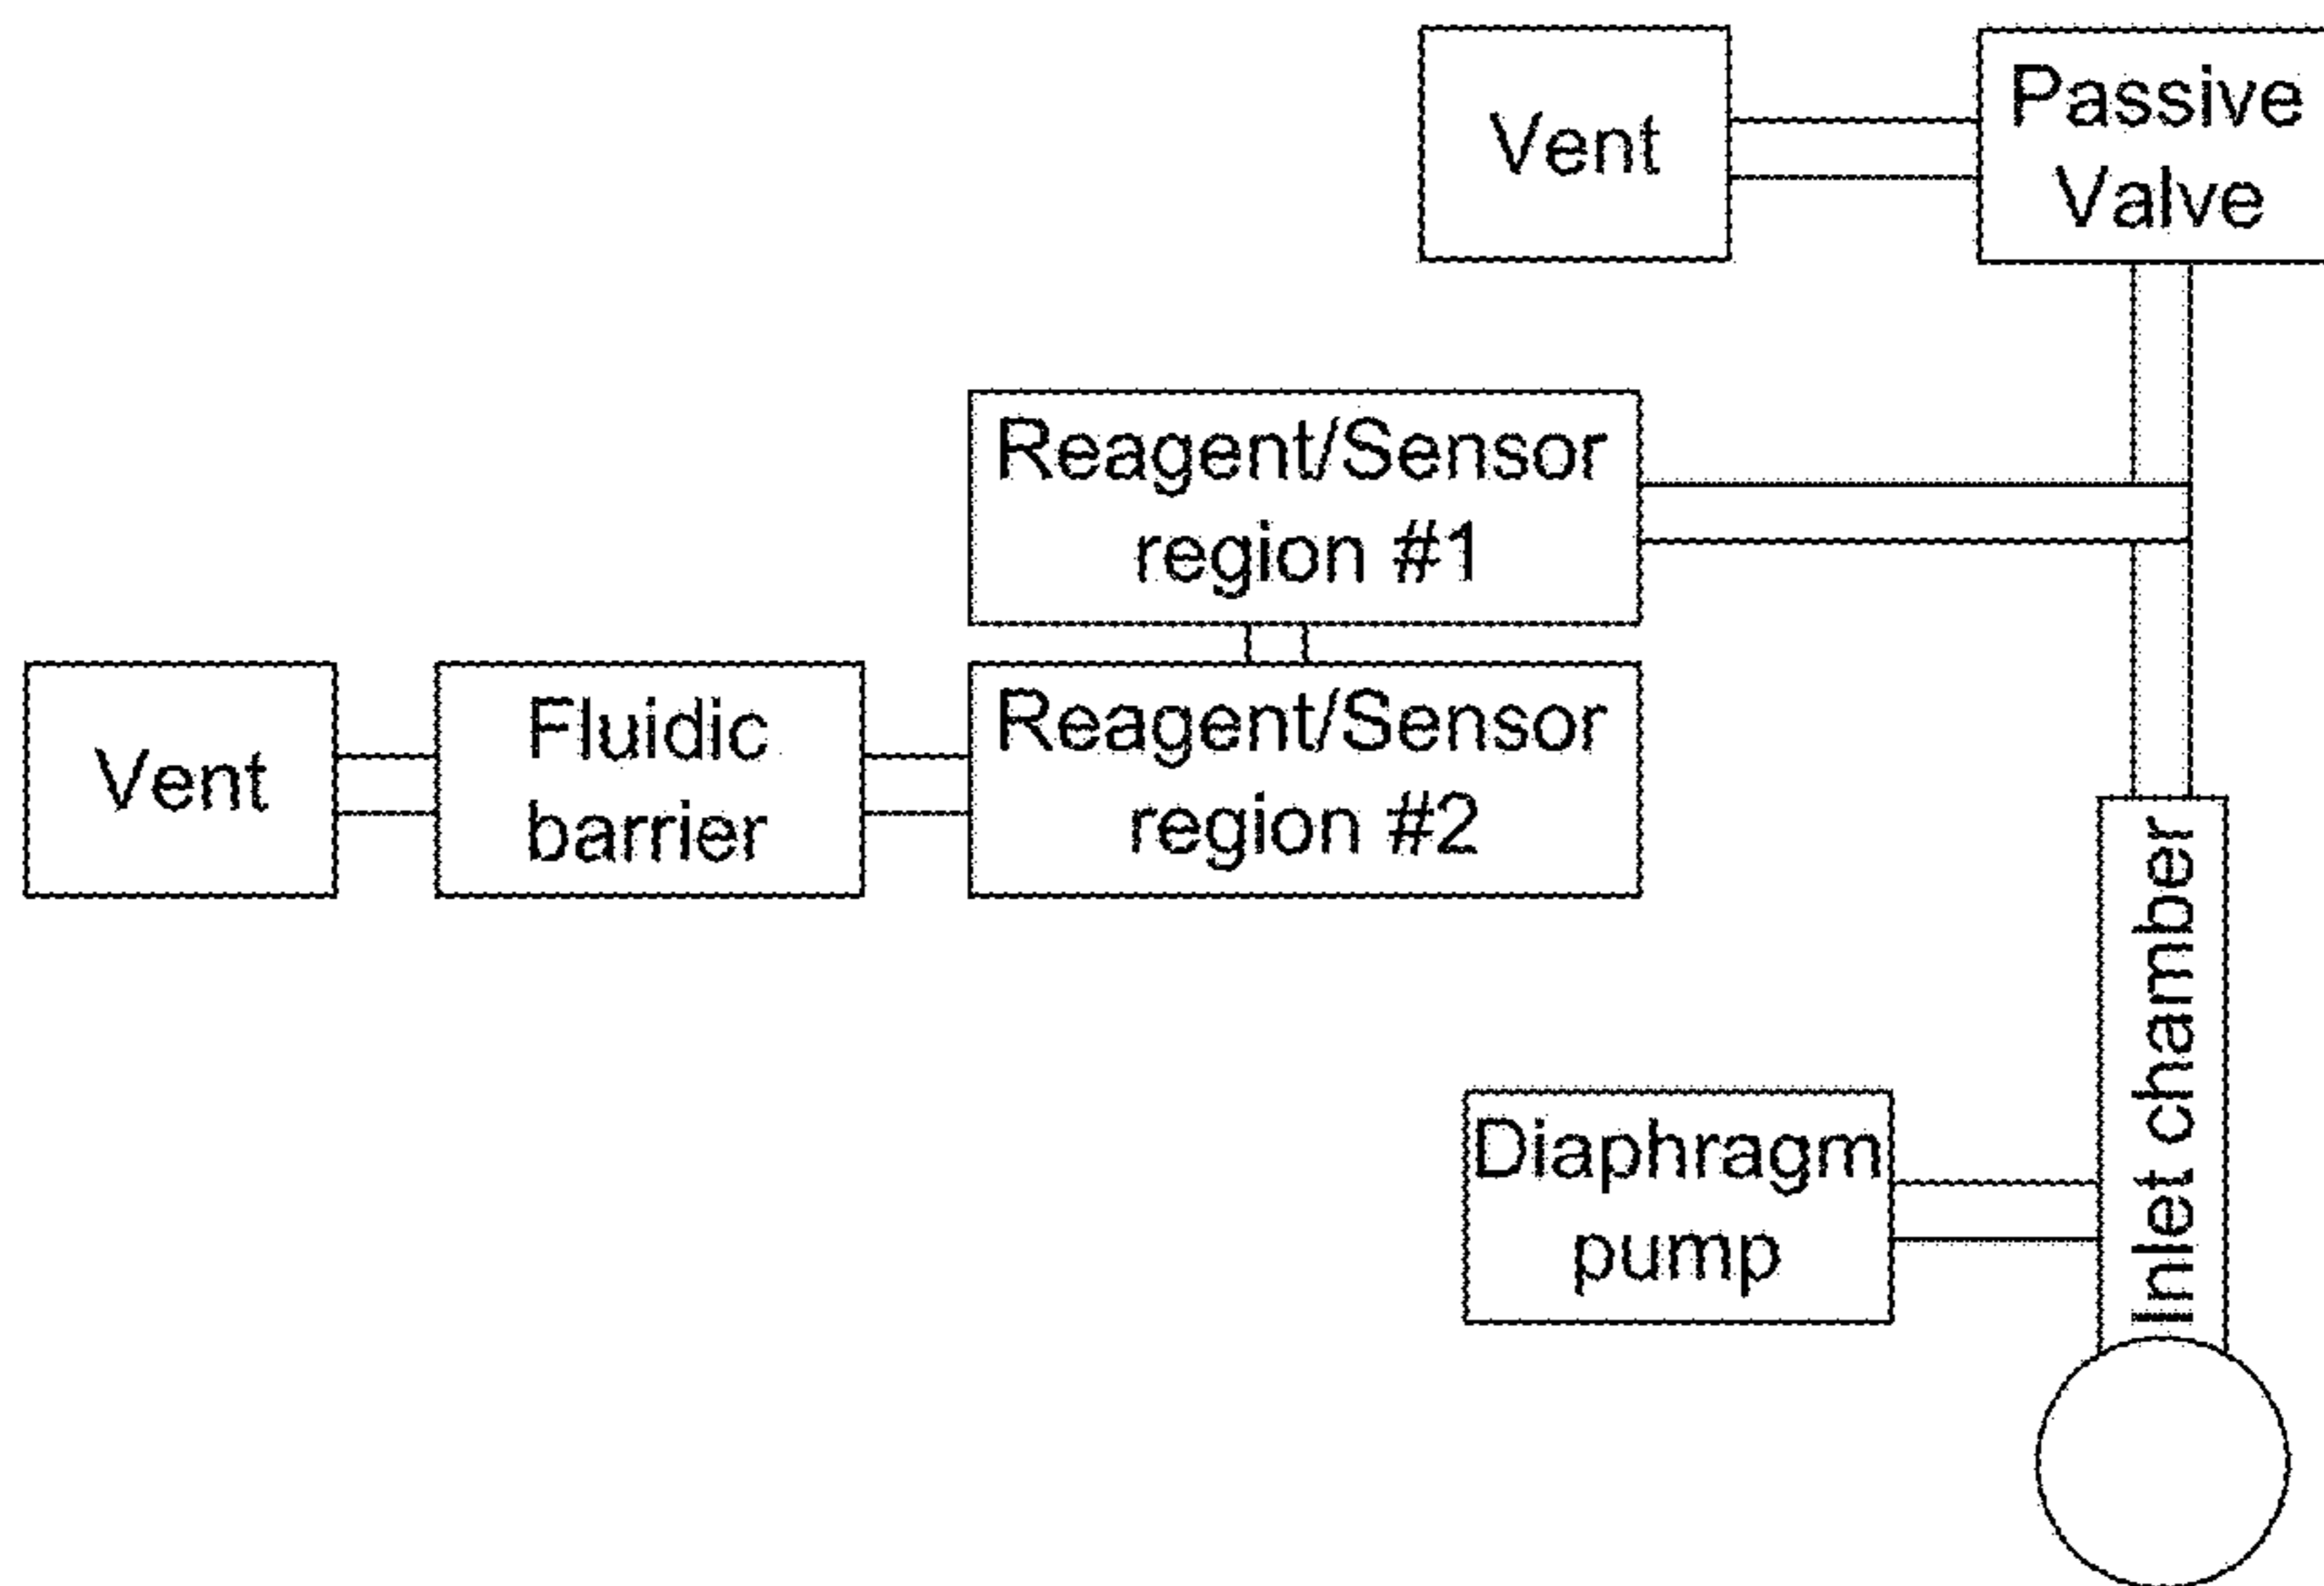 Vent
Passive
Valve
Reagent/Sensor
region #1
Vent
Fluidic
barrier
Reagent/Sensor
region #2
Inlet chamber
Diaphragm
pump